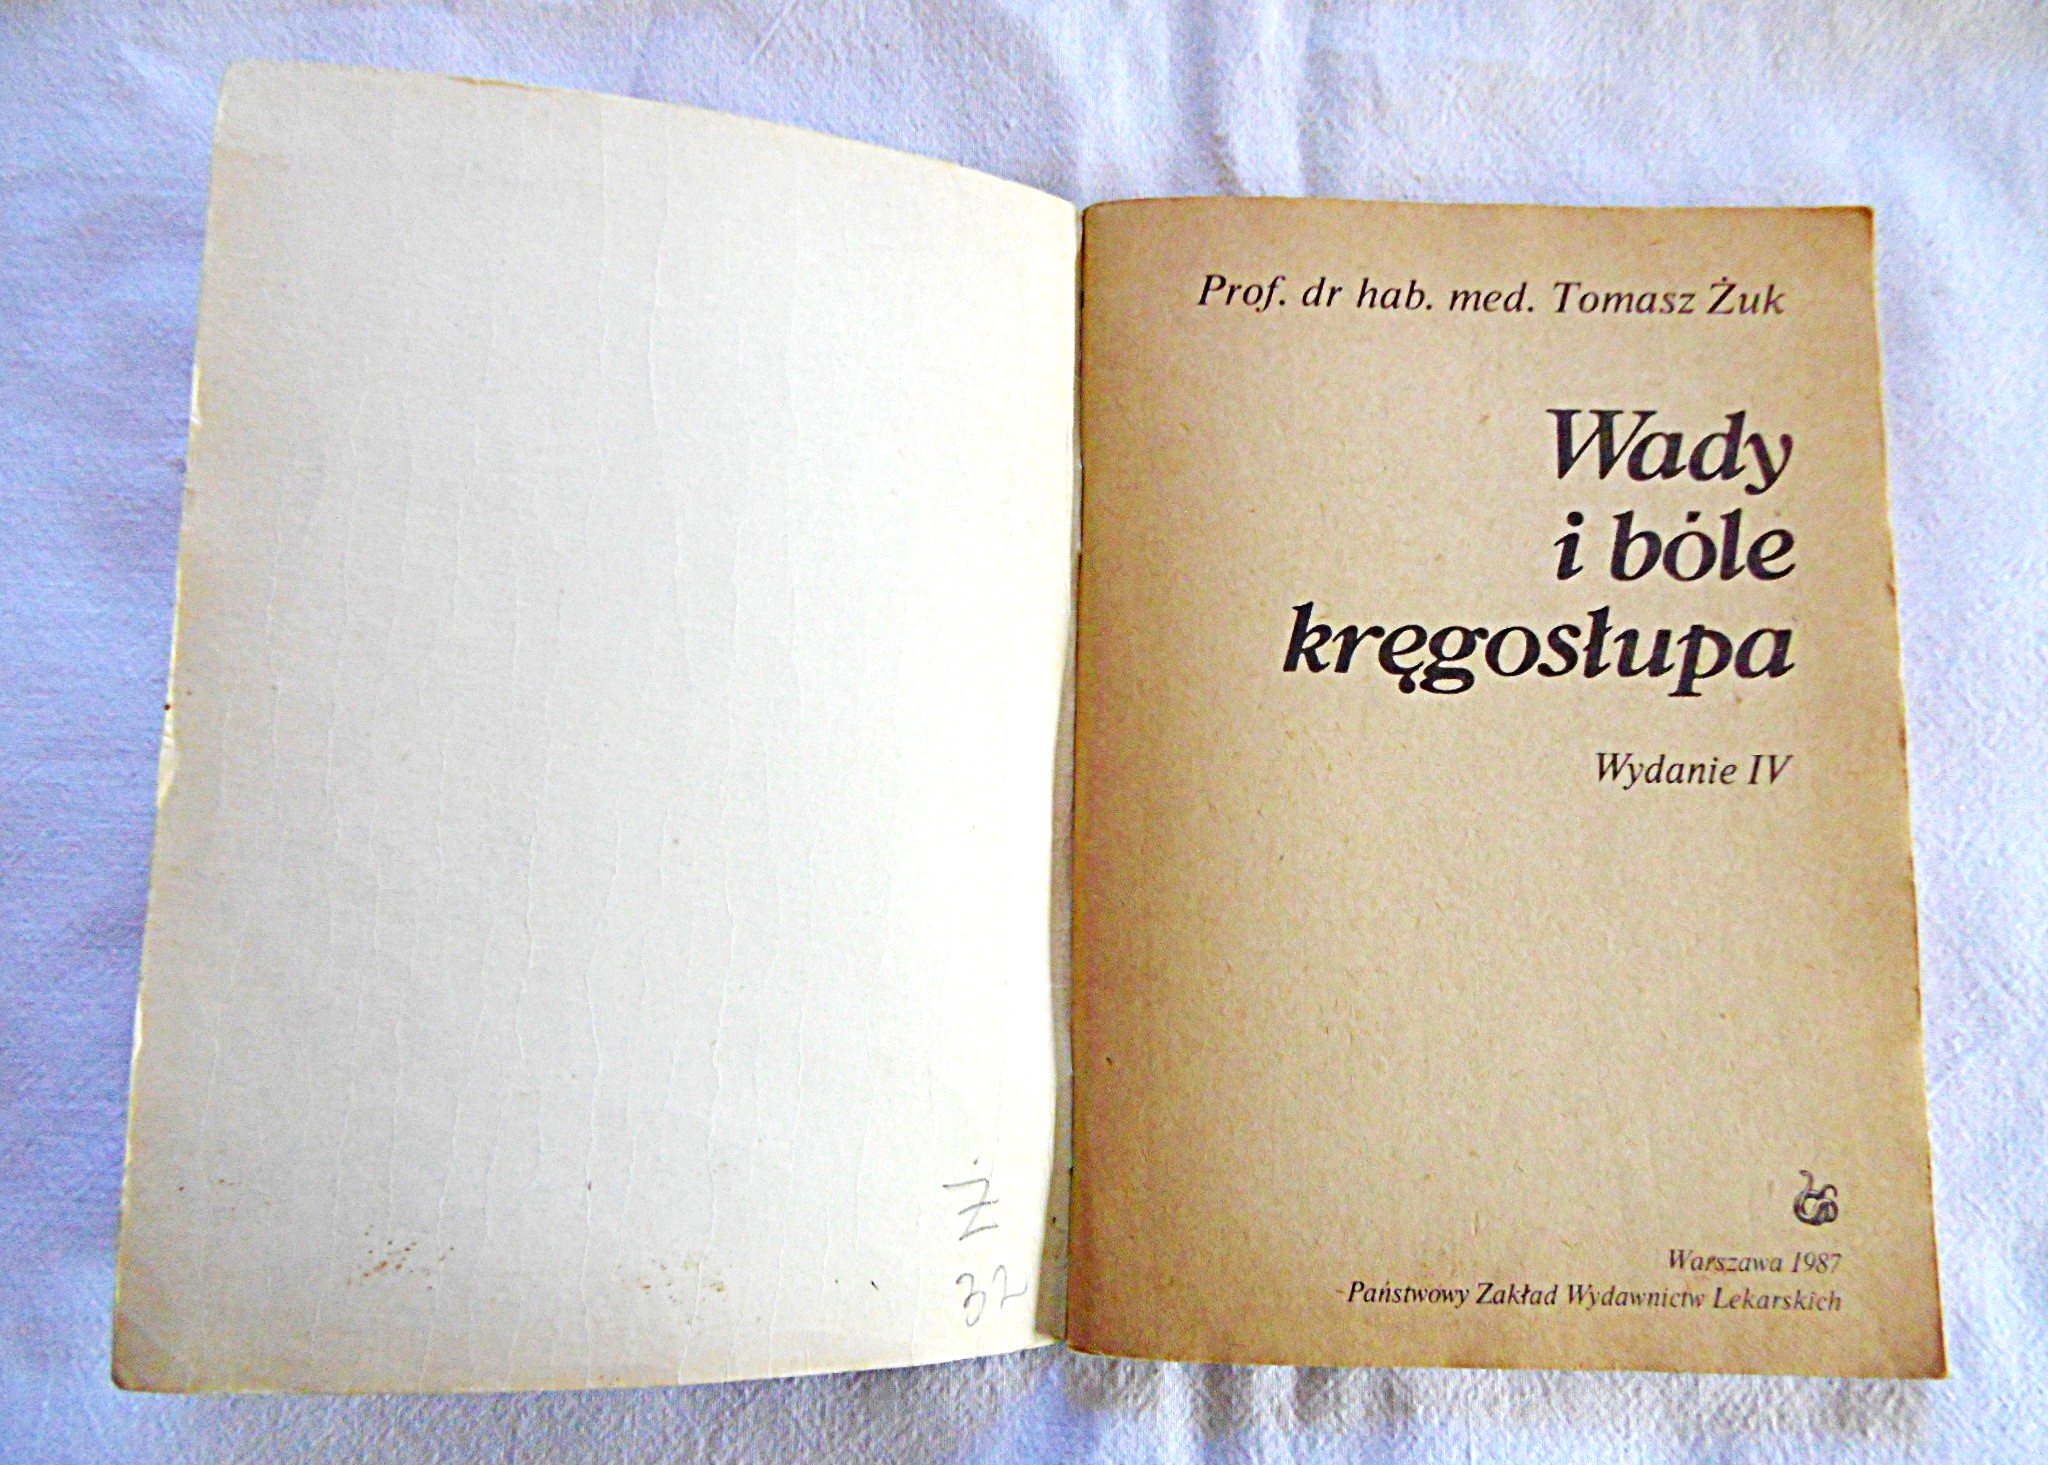 Ż.
32
Prof. dr hab. med. Tomasz Żuk
Wady
i bóle
kręgosłupa
Wydanie IV
Warszawa 1987
Państwowy Zakład Wydawnictw Lekarskich